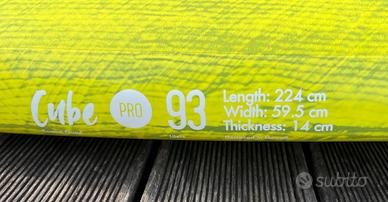 Cube PRO 93
Length: 224 cm
Width: 59.5 cm
Thickness: 14 cm
subito